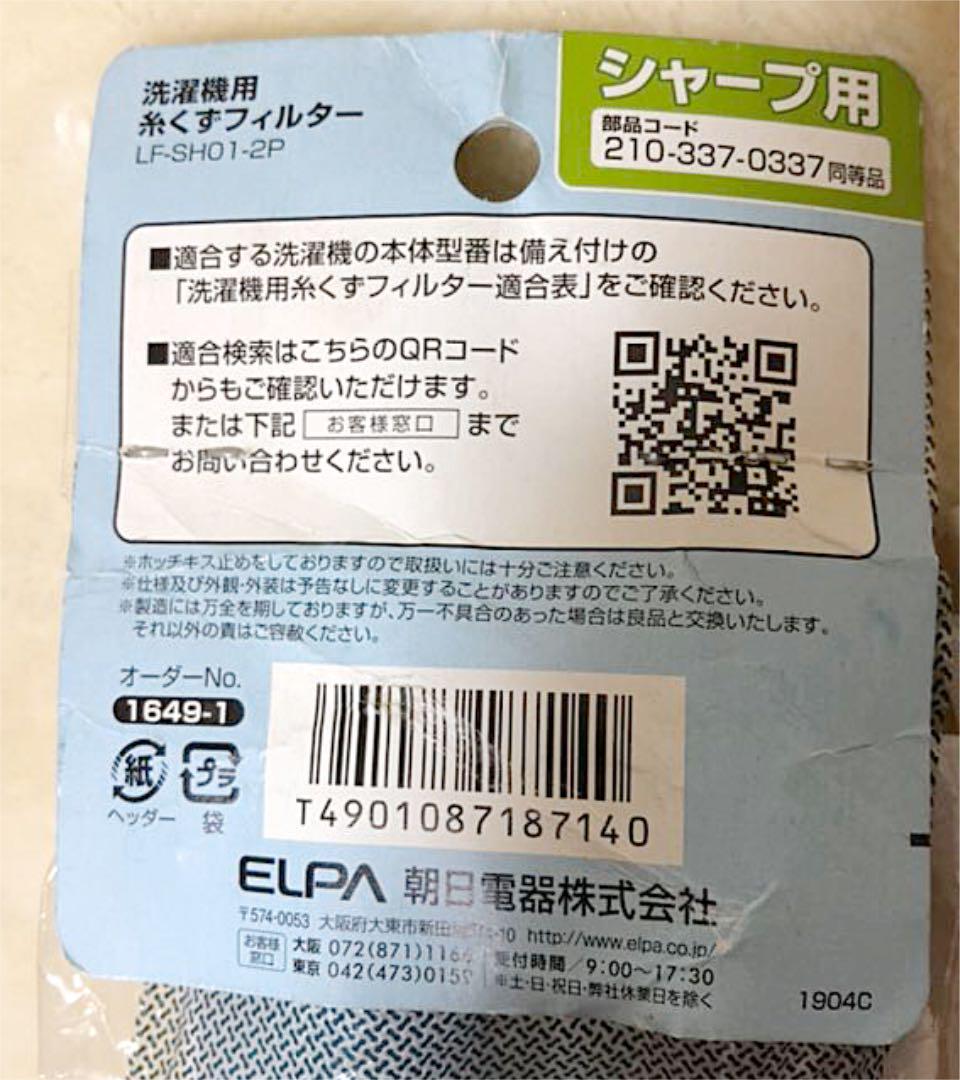 洗濯機用
糸くずフィルター
LF-SH01-2P
シャープ用
部品コード
210-337-0337同等品
■適合する洗濯機の本体型番は備え付けの
「洗濯機用糸くずフィルター適合表」をご確認ください。
■適合検索はこちらのQRコード
からもご確認いただけます。
または下記 お客様窓口 まで
お問い合わせください。
※ホッチキス止めをしておりますので取扱いには十分ご注意ください。
※仕様及び外観・外装は予告なしに変更することがありますのでご了承ください。
※製造には万全を期しておりますが、万一不具合のあった場合は良品と交換いたします。
それ以外の責はご容赦ください。
オーダーNo.
1649-1
紙
プラ
ヘッダー
袋
T4901087187140
ELPA 朝日電器株式会社
〒574-0053 大阪府大東市新田 http://www.elpa.co.jp/
お客様
窓口
大阪 072(871)1166 受付時間/9:00〜17:30
東京 042(473)0159 ※土・日・祝日・弊社休業日を除く
1904C